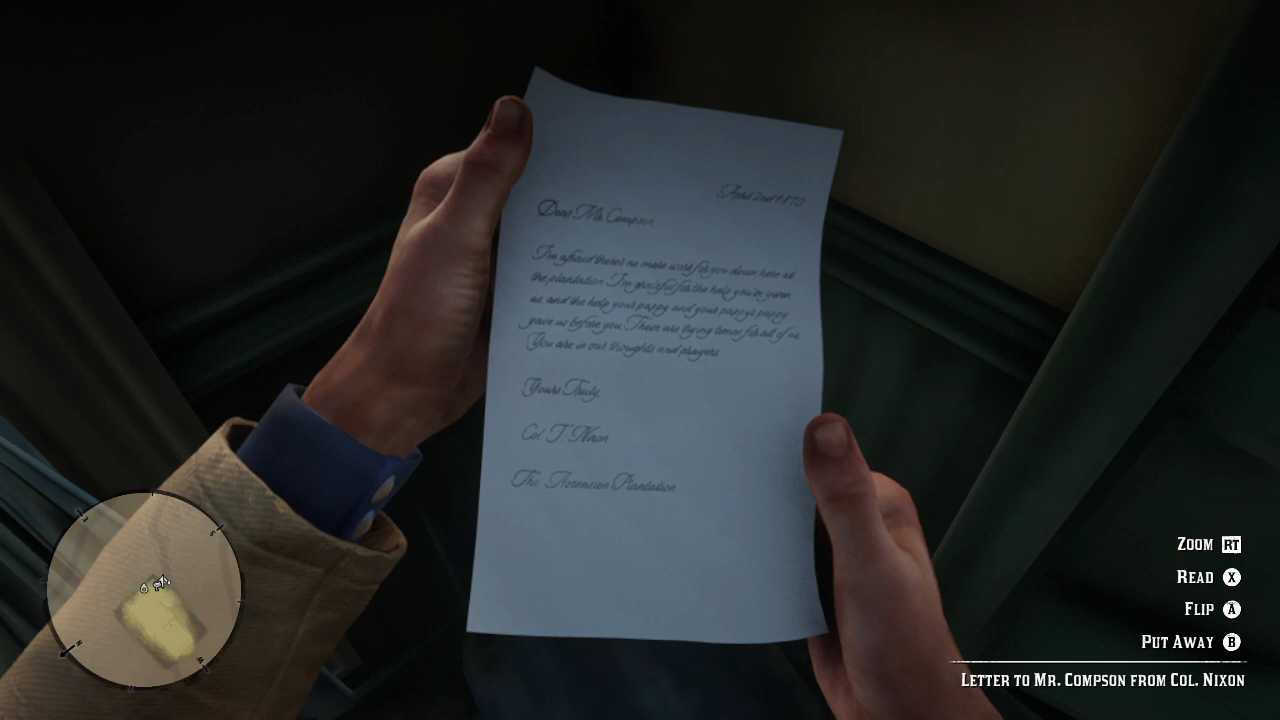 April 2nd 1870
Dear Mr Compson
I'm afraid there's no more work for you down here at
the plantation. I'm grateful for the help you've given
us, and the help your pappy and your pappy's pappy
gave us before you. These are trying times for all of us.
You are in our thoughts and prayers
Yours Truly,
Col. T. Nixon
The Ascension Plantation
ZOOM RT
READ X
FLIP A
PUT AWAY B
LETTER TO MR. COMPSON FROM COL. NIXON